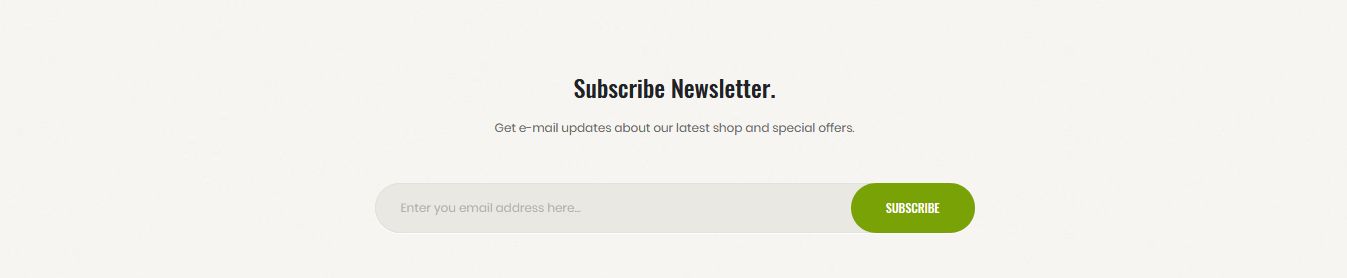 Subscribe Newsletter.
Get e-mail updates about our latest shop and special offers.
Enter you email address here...
SUBSCRIBE